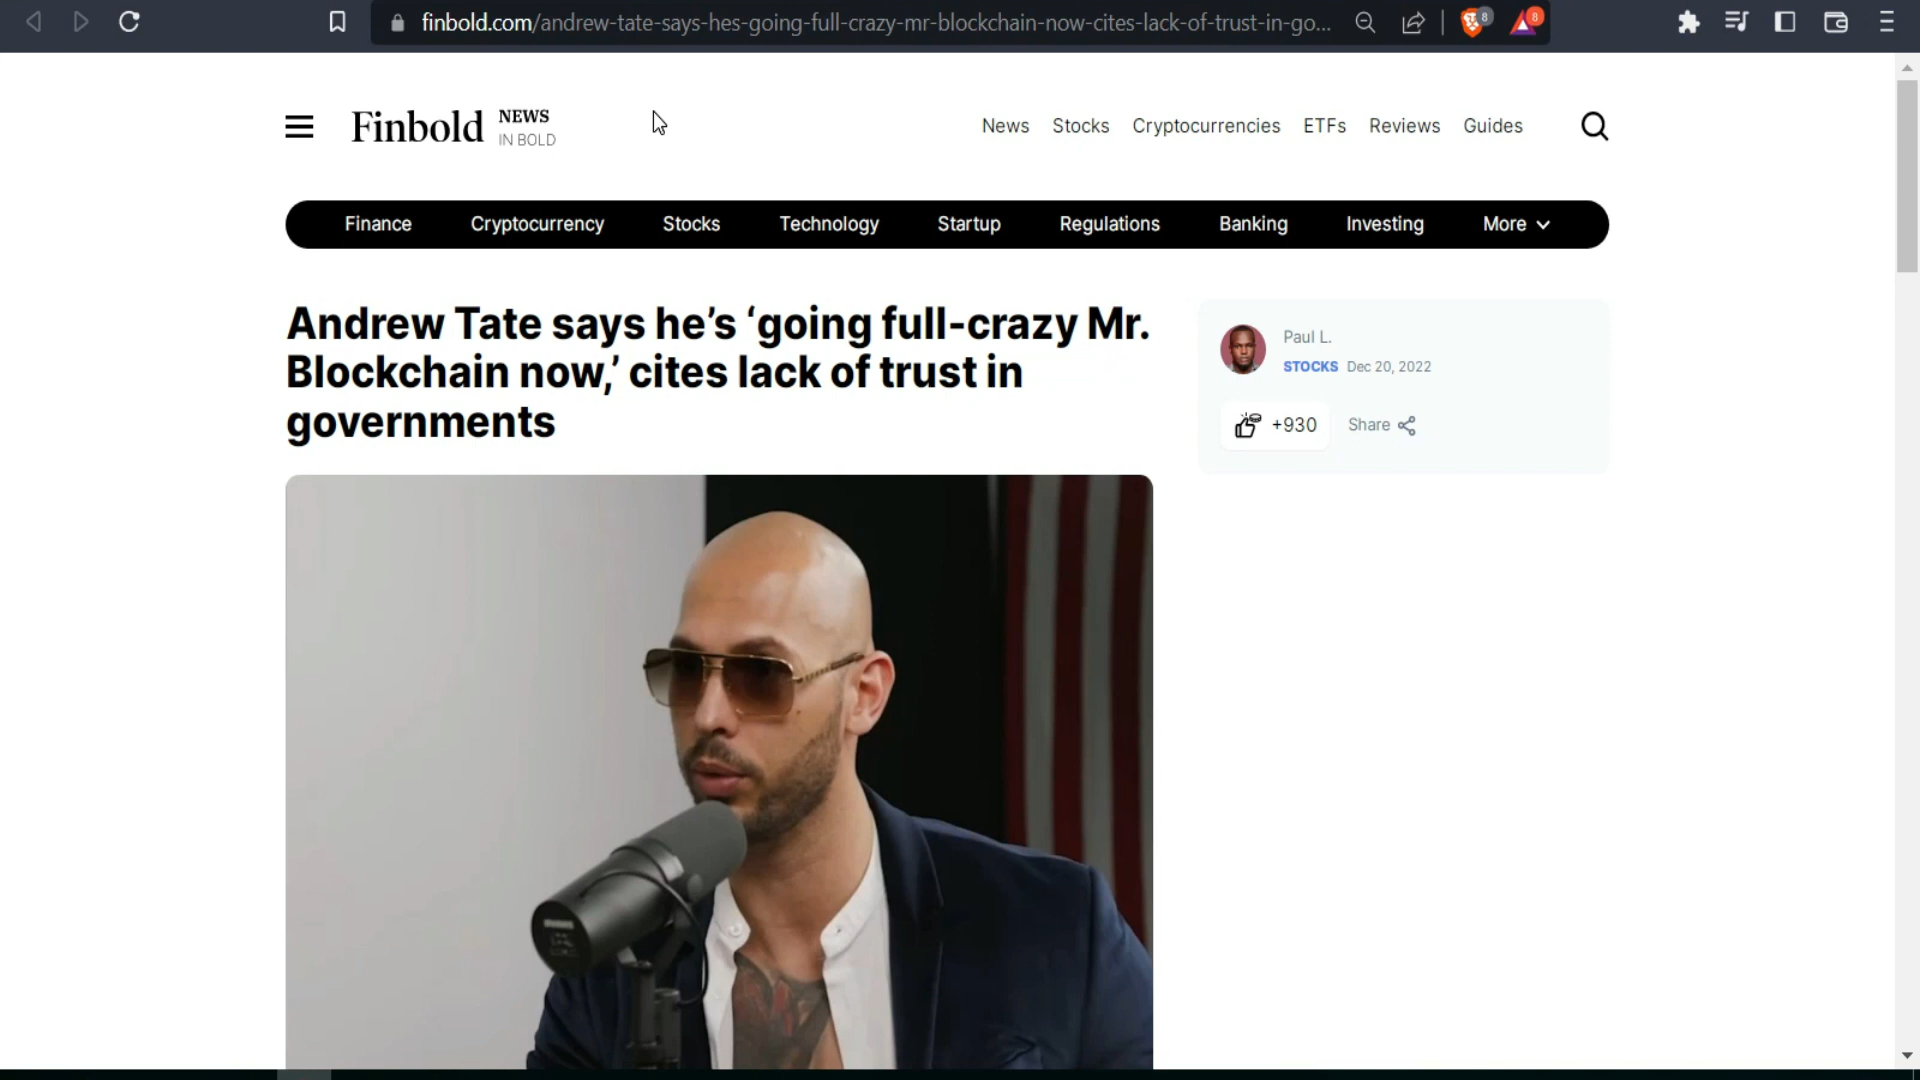 finbold.com/andrew-tate-says-hes-going-full-crazy-mr-blockchain-now-cites-lack-of-trust-in-go...
8
8
Finbold NEWS
IN BOLD
News Stocks Cryptocurrencies ETFs Reviews Guides
Finance Cryptocurrency Stocks Technology Startup Regulations Banking Investing More
Andrew Tate says he’s ‘going full-crazy Mr.
Blockchain now,’ cites lack of trust in
governments
Paul L.
STOCKS Dec 20, 2022
+930 Share